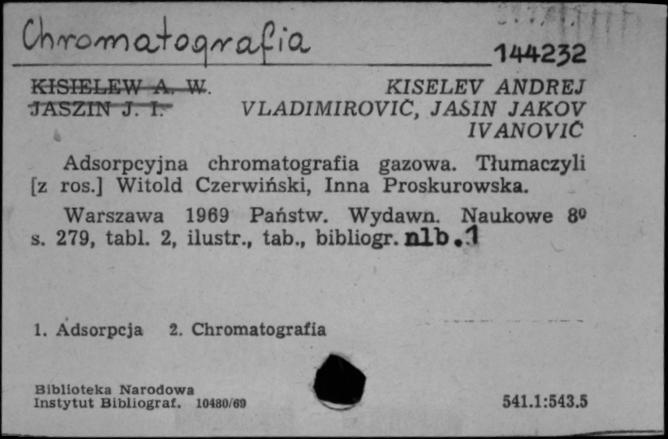 Chromatografia
144232
KISIELEW A. W. KISELEV ANDREJ
JASZIN J. I. VLADIMIROVIČ, JAŠIN JAKOV
IVANOVIČ
Adsorpcyjna chromatografia gazowa. Tłumaczyli
[z ros.] Witold Czerwiński, Inna Proskurowska.
Warszawa 1969 Państw. Wydawn. Naukowe 8º
s. 279, tabl. 2, ilustr., tab., bibliogr. nlb.1
1. Adsorpcja 2. Chromatografia
Biblioteka Narodowa
Instytut Bibliograf. 10480/69
541.1:543.5